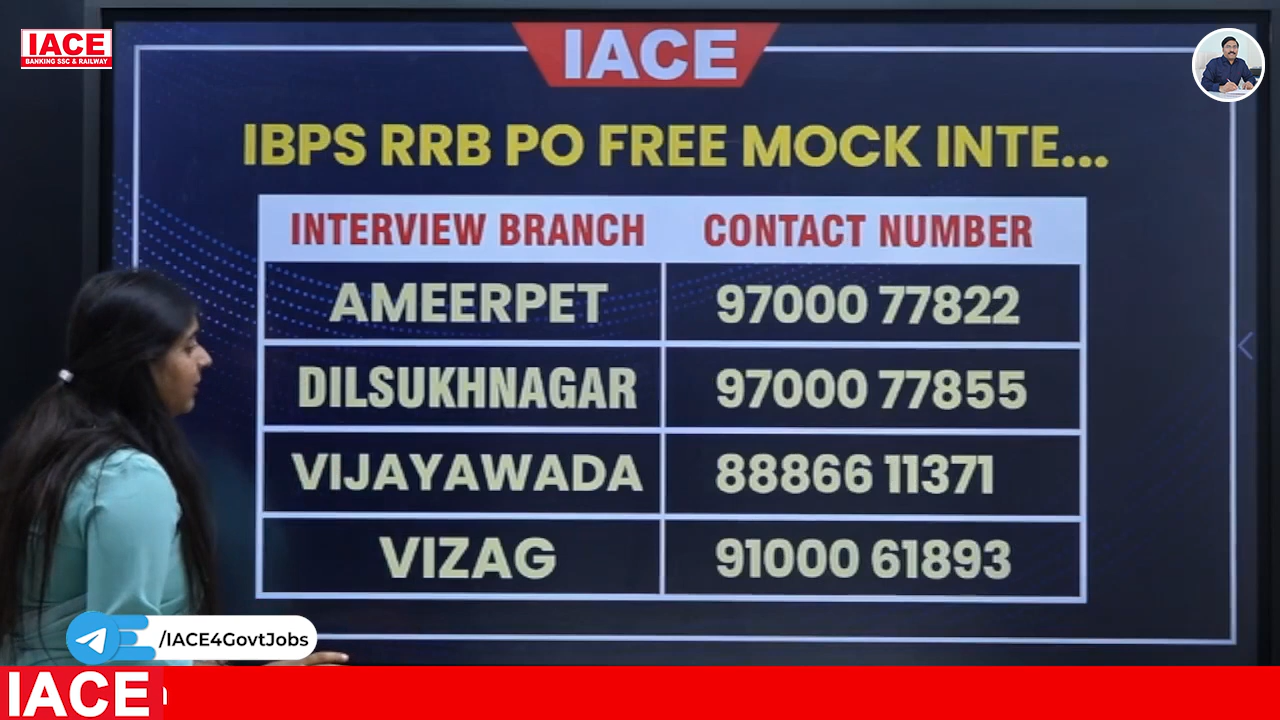 IACE
BANKING SSC & RAILWAY
IACE
IBPS RRB PO FREE MOCK INTE...
INTERVIEW BRANCH CONTACT NUMBER
AMEERPET 97000 77822
DILSUKHNAGAR 97000 77855
VIJAYAWADA 88866 11371
VIZAG 91000 61893
/IACE4GovtJobs
IACE